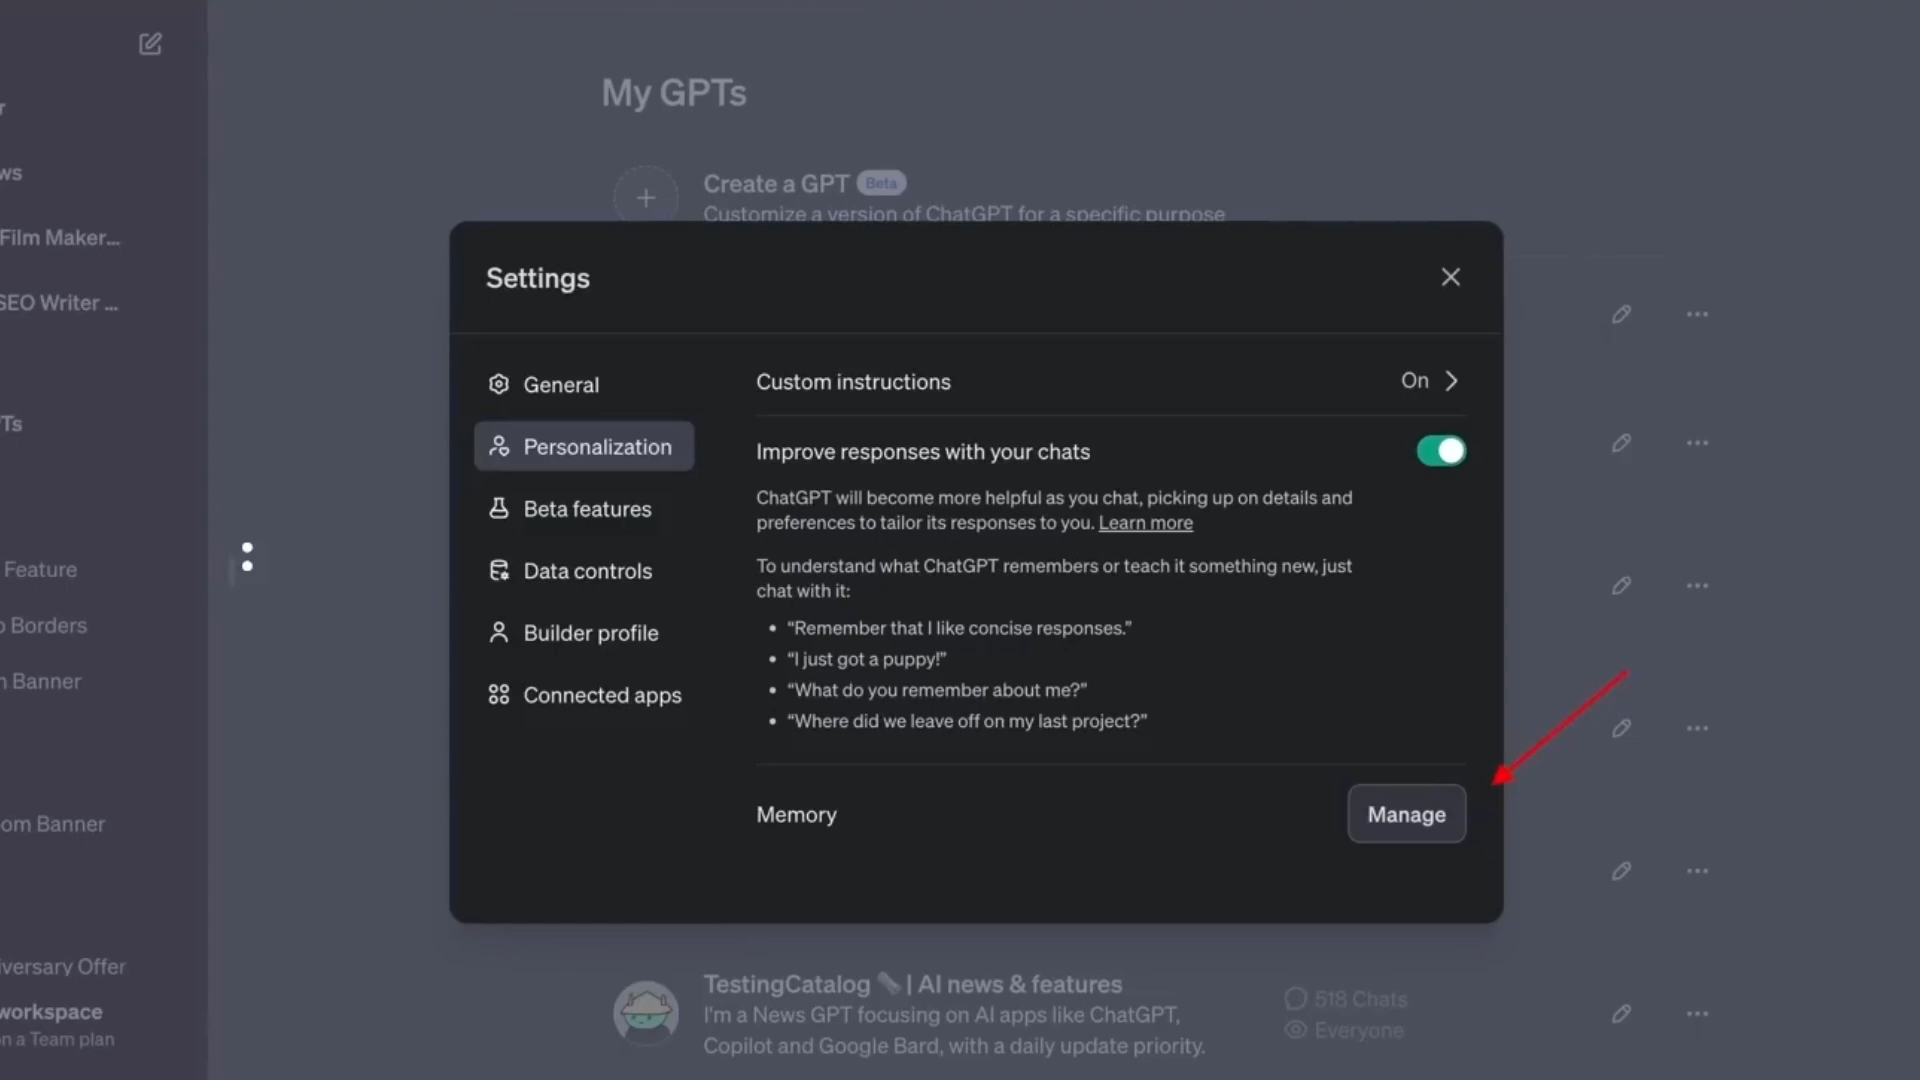 My GPTs
Create a GPT Beta
Customize a version of ChatGPT for a specific purpose
r
ws
Film Maker...
SEO Writer ...
Ts
Feature
o Borders
n Banner
om Banner
iversary Offer
workspace
n a Team plan
Settings
General
Personalization
Beta features
Data controls
Builder profile
Connected apps
Custom instructions On
Improve responses with your chats
ChatGPT will become more helpful as you chat, picking up on details and
preferences to tailor its responses to you. Learn more
To understand what ChatGPT remembers or teach it something new, just
chat with it:
• “Remember that I like concise responses.”
• “I just got a puppy!”
• “What do you remember about me?”
• “Where did we leave off on my last project?”
Memory Manage
TestingCatalog | AI news & features
I'm a News GPT focusing on AI apps like ChatGPT,
Copilot and Google Bard, with a daily update priority.
518 Chats
Everyone